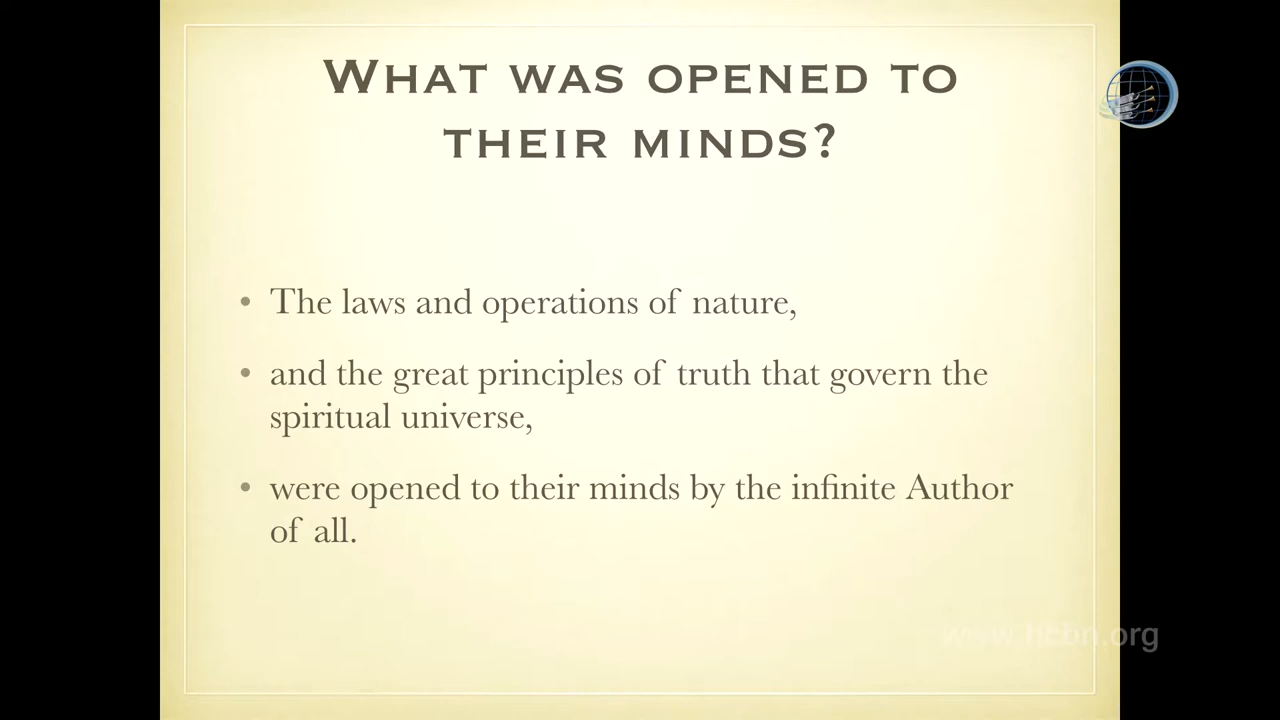 What was opened to
their minds?
• The laws and operations of nature,
• and the great principles of truth that govern the
spiritual universe,
• were opened to their minds by the infinite Author
of all.